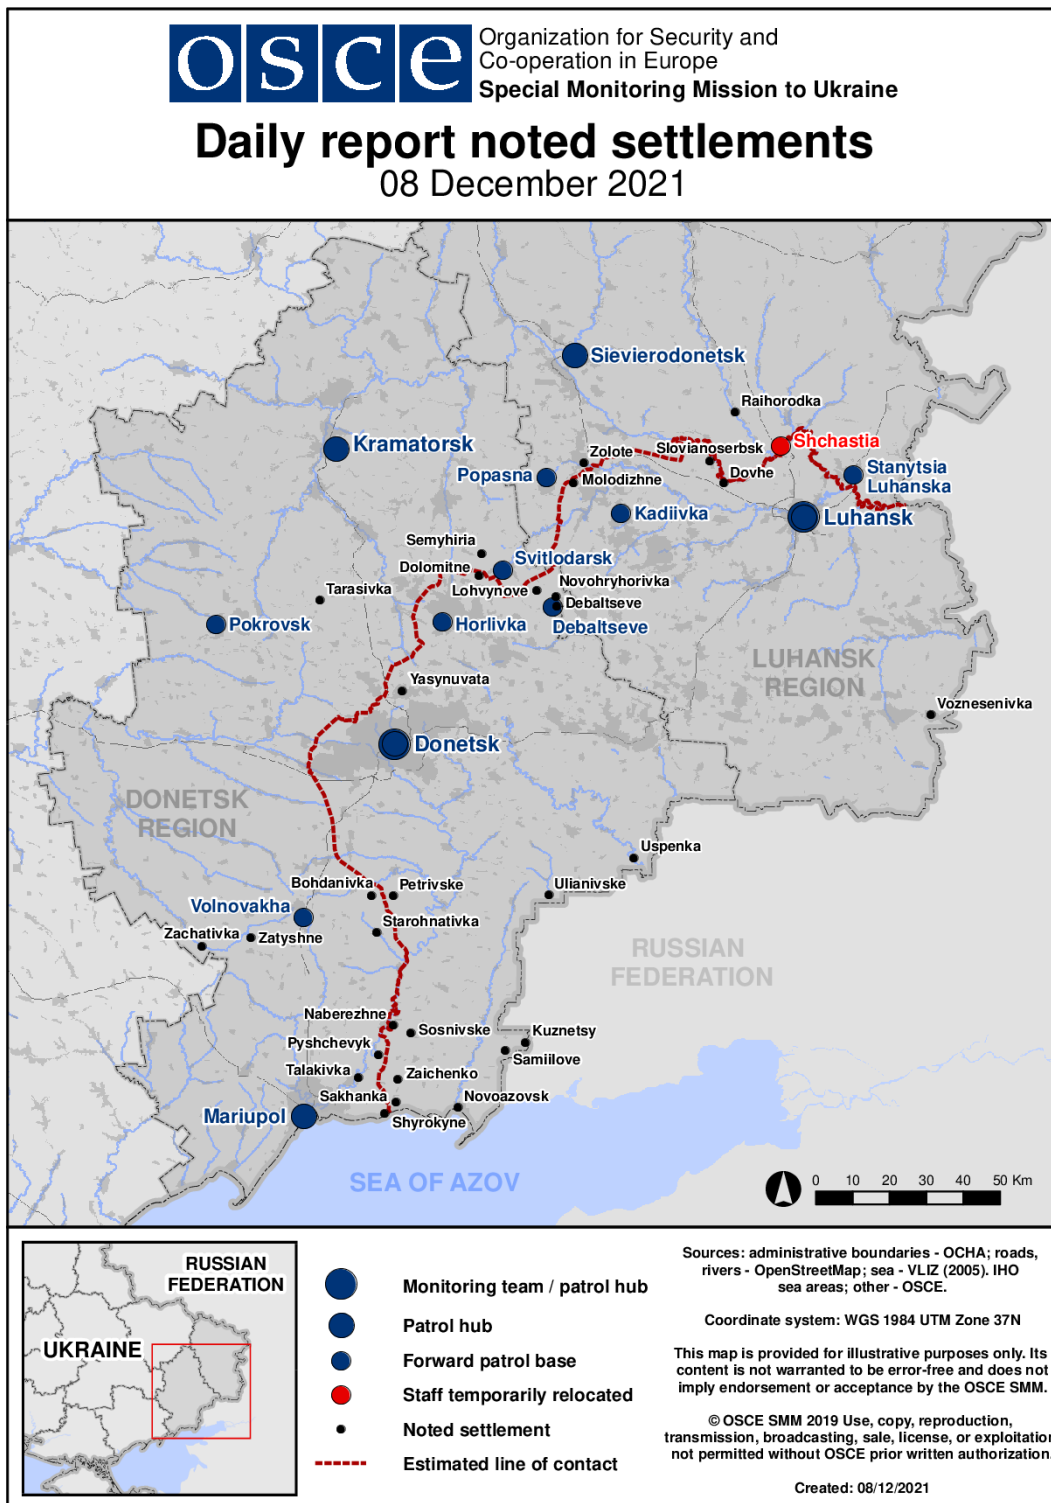 osce
Organization for Security and
Co-operation in Europe
Special Monitoring Mission to Ukraine
Daily report noted settlements
08 December 2021
Sievierodonetsk
Raihorodka
Kramatorsk
Shchastia
Zolote
Slovianoserbsk
Popasna
Molodizhne
Dovhe
Stanytsia
Luhanska
Kadiivka
Luhansk
Semyhiria
Svitlodarsk
Dolomitne
Novohryhorivka
Lohvynove
Tarasivka
Debaltseve
Pokrovsk
Horlivka
Debaltseve
LUHANSK
REGION
Yasynuvata
Voznesenivka
Donetsk
DONETSK
REGION
Uspenka
Bohdanivka
Petrivske
Ulianivske
Volnovakha
Starohnativka
Zachativka
Zatyshne
RUSSIAN
FEDERATION
Naberezhne
Sosnivske
Kuznetsy
Pyshchevyk
Samiilove
Talakivka
Zaichenko
Sakhanka
Novoazovsk
Mariupol
Shyrokyne
SEA OF AZOV
0 10 20 30 40 50 Km
RUSSIAN
FEDERATION
UKRAINE
Monitoring team / patrol hub
Patrol hub
Forward patrol base
Staff temporarily relocated
Noted settlement
Estimated line of contact
Sources: administrative boundaries - OCHA; roads,
rivers - OpenStreetMap; sea - VLIZ (2005). IHO
sea areas; other - OSCE.
Coordinate system: WGS 1984 UTM Zone 37N
This map is provided for illustrative purposes only. Its
content is not warranted to be error-free and does not
imply endorsement or acceptance by the OSCE SMM.
© OSCE SMM 2019 Use, copy, reproduction,
transmission, broadcasting, sale, license, or exploitation
not permitted without OSCE prior written authorization.
Created: 08/12/2021